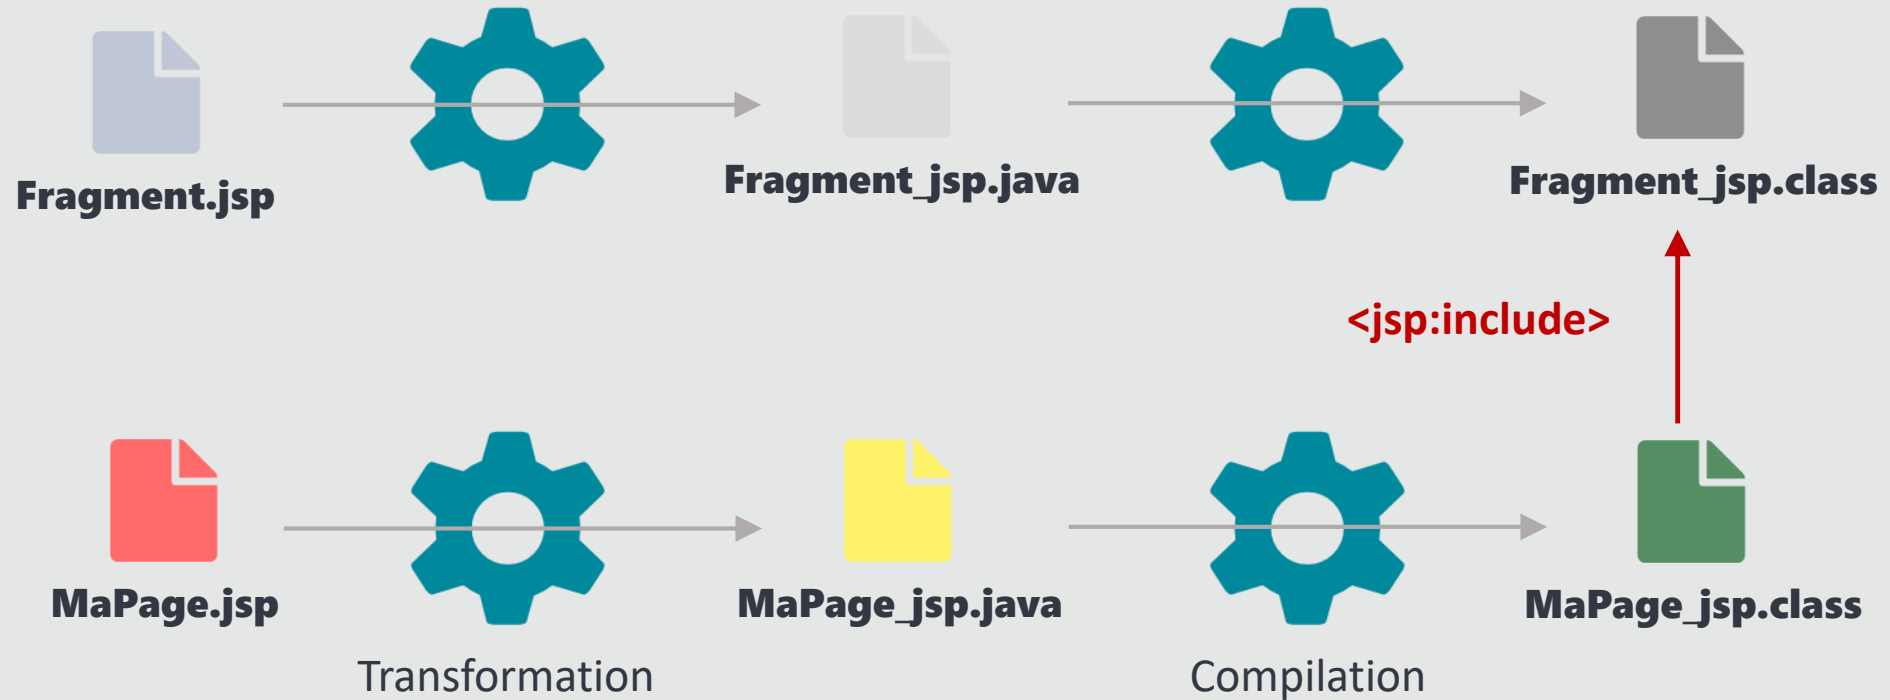 Fragment.jsp
Fragment_jsp.java
Fragment_jsp.class
<jsp:include>
MaPage.jsp
MaPage_jsp.java
MaPage_jsp.class
Transformation
Compilation